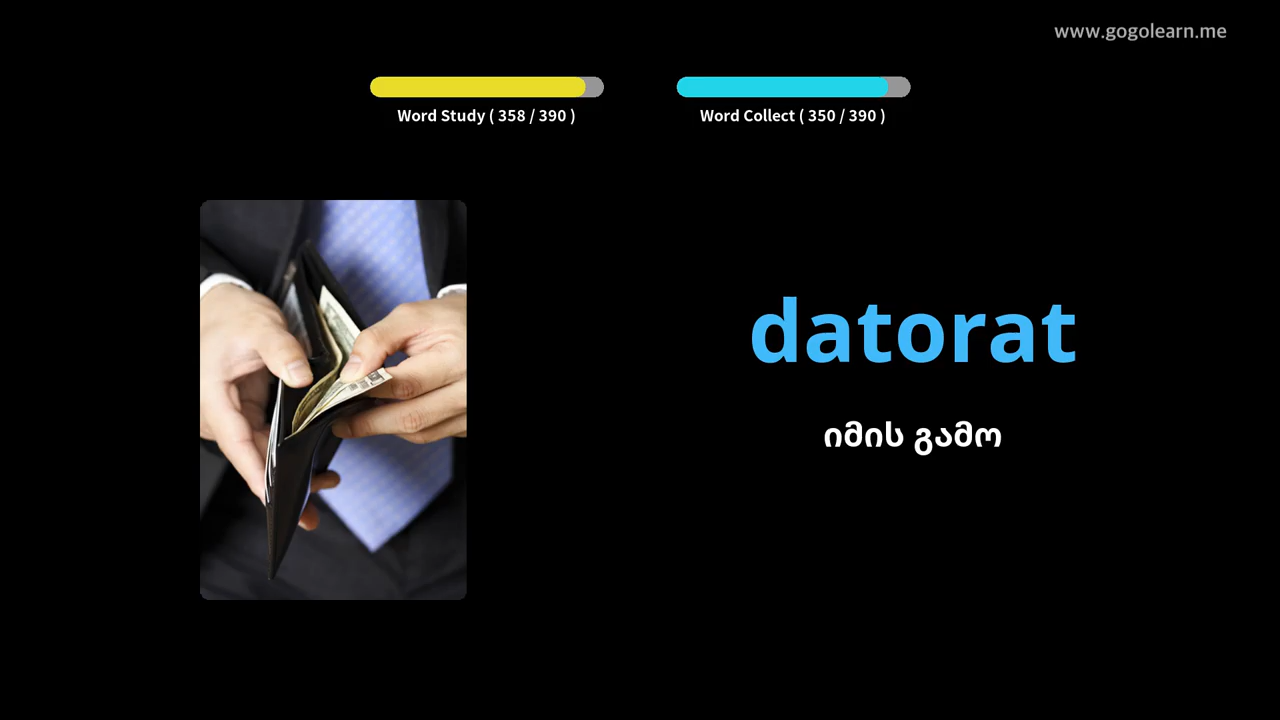 www.gogolearn.me
Word Study ( 358 / 390 )
Word Collect ( 350 / 390 )
datorat
იმის გამო